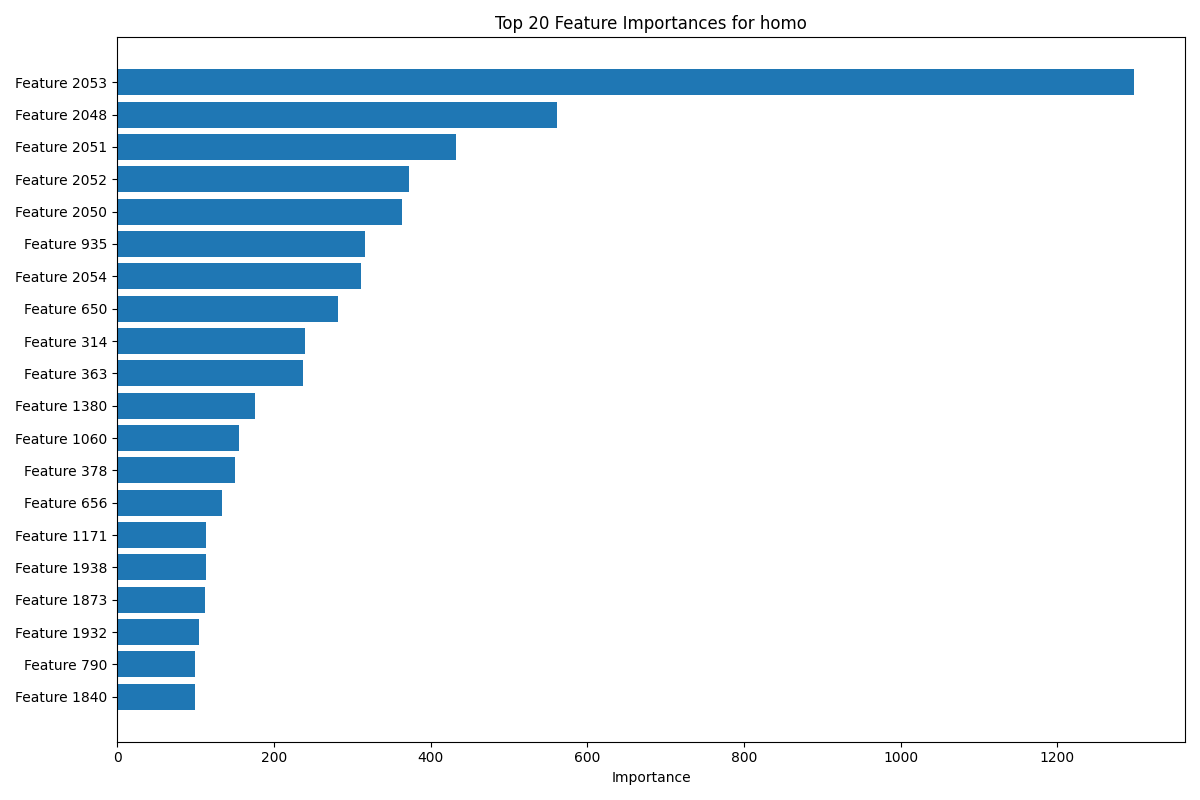 Top 20 Feature Importances for homo
Feature 2053
Feature 2048
Feature 2051
Feature 2052
Feature 2050
Feature 935
Feature 2054
Feature 650
Feature 314
Feature 363
Feature 1380
Feature 1060
Feature 378
Feature 656
Feature 1171
Feature 1938
Feature 1873
Feature 1932
Feature 790
Feature 1840
0 200 400 600 800 1000 1200
Importance